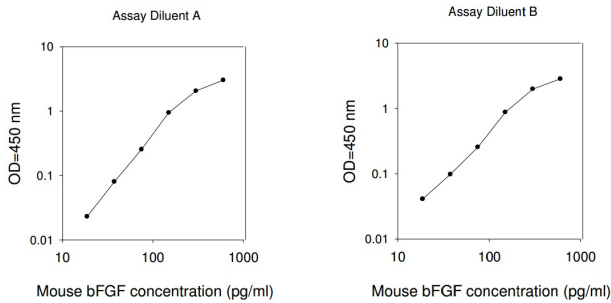 Assay Diluent A
10
1
0.1
0.01
10
100
1000
OD=450 nm
Mouse bFGF concentration (pg/ml)
Assay Diluent B
10
1
0.1
0.01
10
100
1000
OD=450 nm
Mouse bFGF concentration (pg/ml)